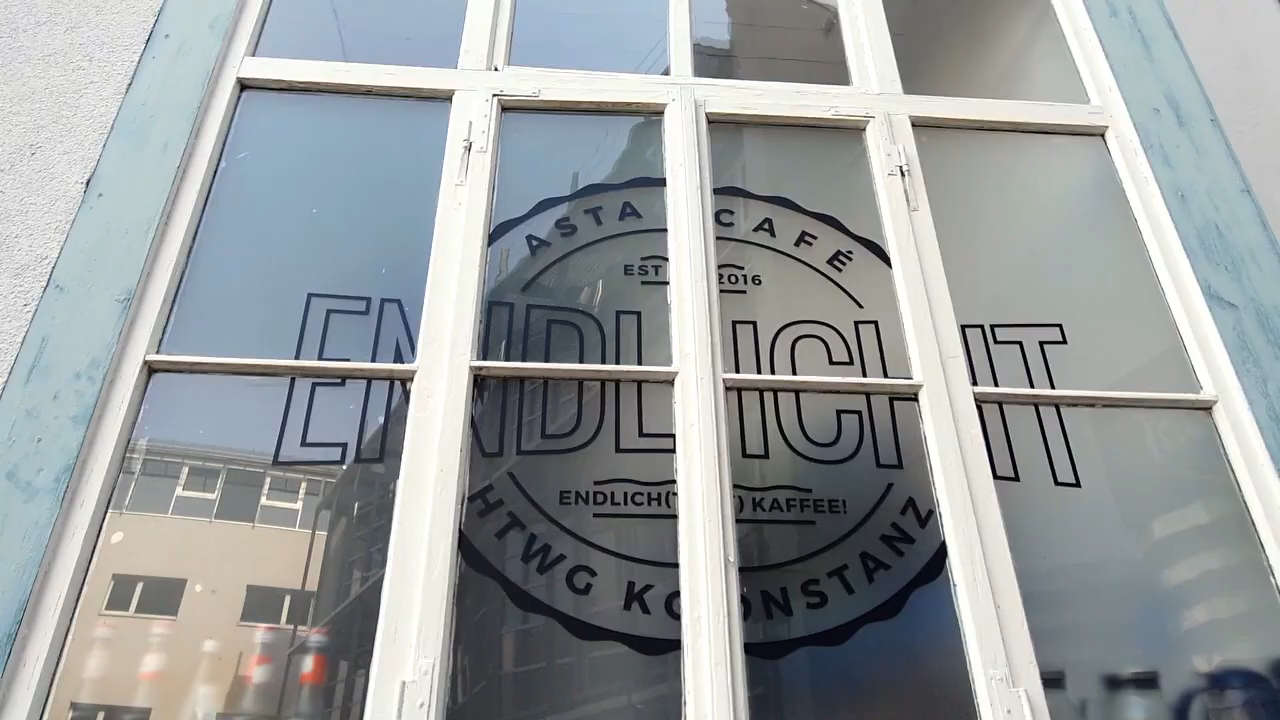 ASTA CAFÉ
EST 2016
ENDLICHT
ENDLICH( ) KAFFEE!
HTWG KONSTANZ